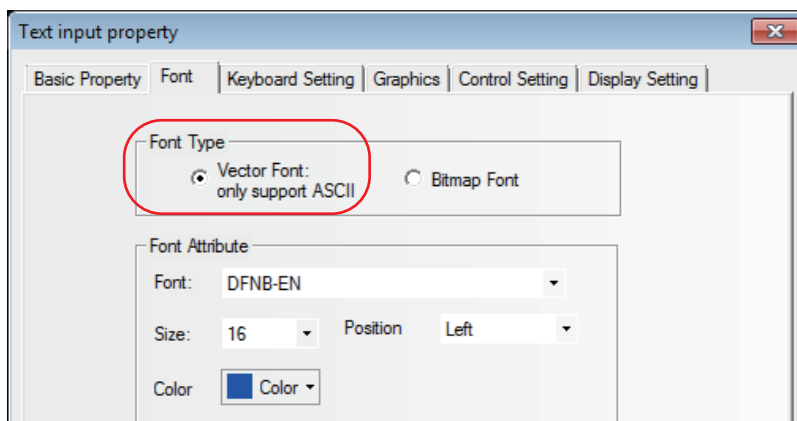 Text input property
Basic Property Font Keyboard Setting Graphics Control Setting Display Setting
Font Type
Vector Font: Bitmap Font
only support ASCII
Font Attribute
Font: DFNB-EN
Size: 16 Position Left
Color Color